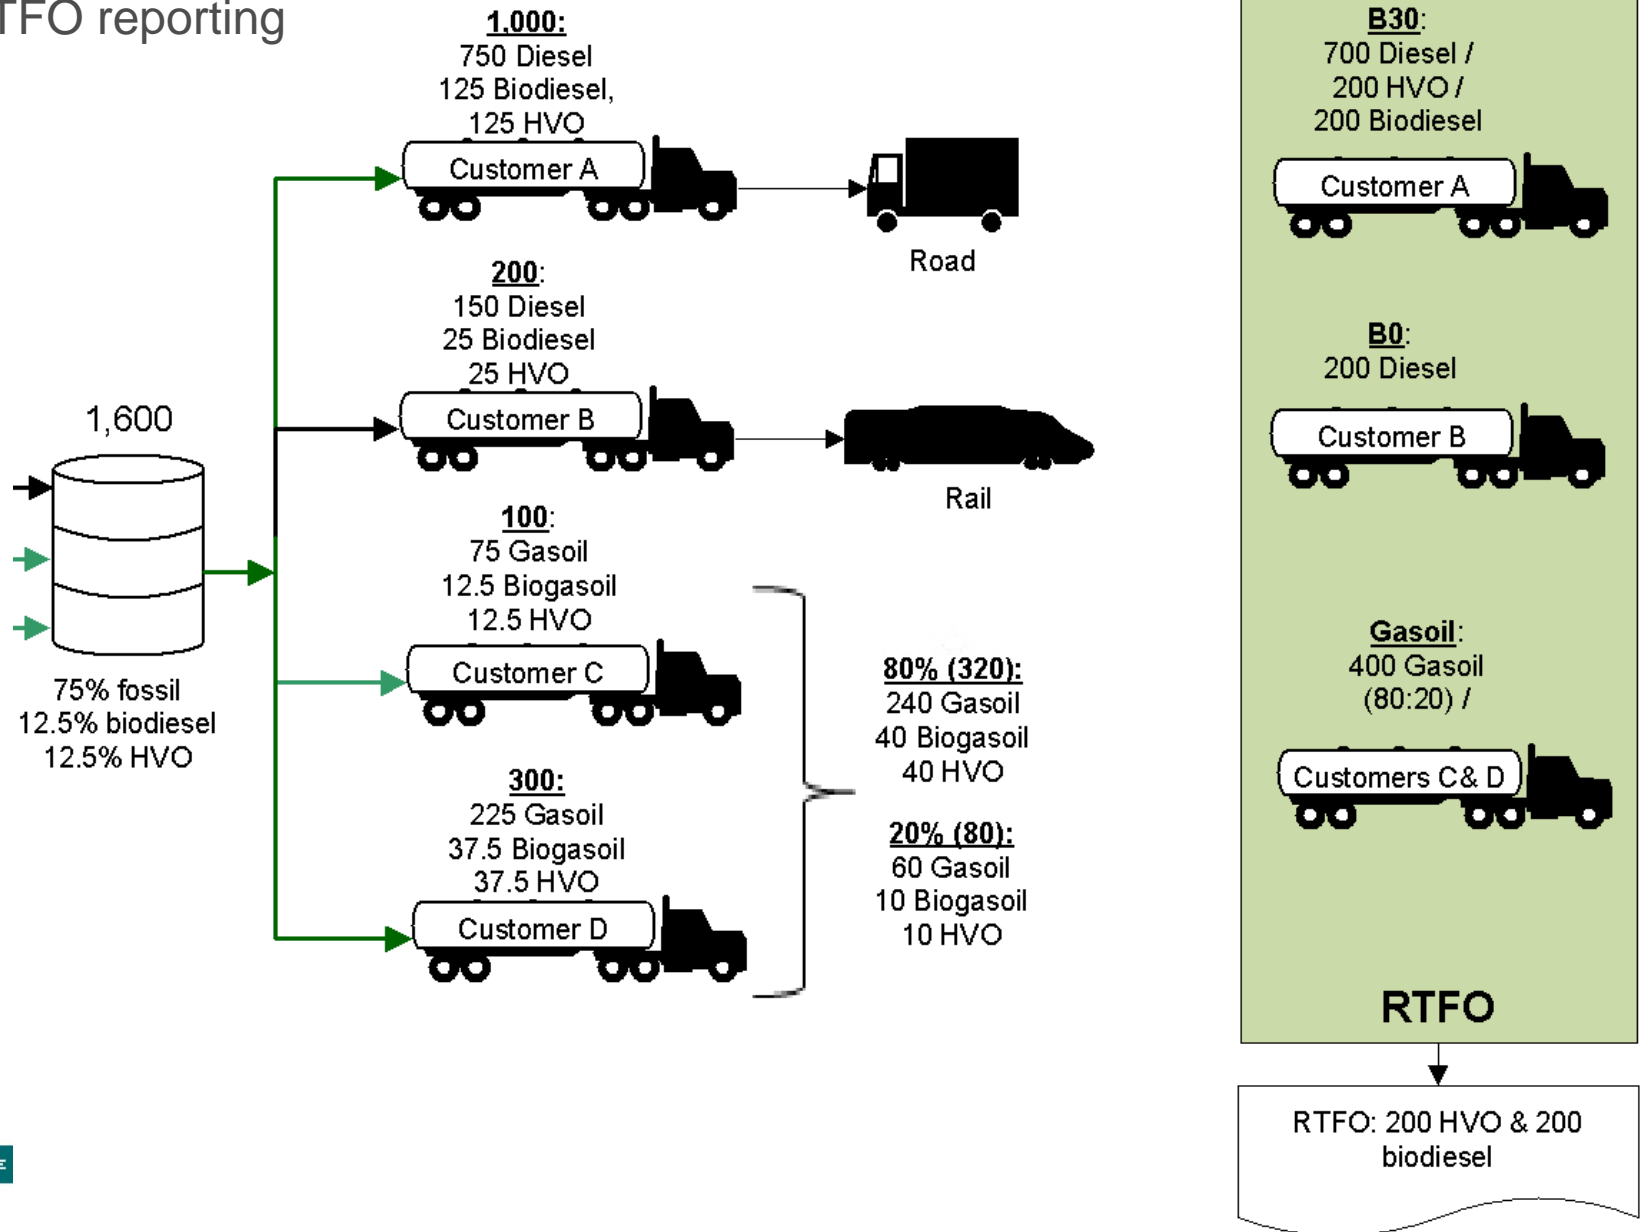 TFO reporting
1,000:
750 Diesel
125 Biodiesel,
125 HVO
Customer A
Road
200:
150 Diesel
25 Biodiesel
25 HVO
Customer B
Rail
1,600
75% fossil
12.5% biodiesel
12.5% HVO
100:
75 Gasoil
12.5 Biogasoil
12.5 HVO
Customer C
300:
225 Gasoil
37.5 Biogasoil
37.5 HVO
Customer D
80% (320):
240 Gasoil
40 Biogasoil
40 HVO
20% (80):
60 Gasoil
10 Biogasoil
10 HVO
B30:
700 Diesel /
200 HVO /
200 Biodiesel
Customer A
B0:
200 Diesel
Customer B
Gasoil:
400 Gasoil
(80:20) /
Customers C& D
RTFO
RTFO: 200 HVO & 200
biodiesel